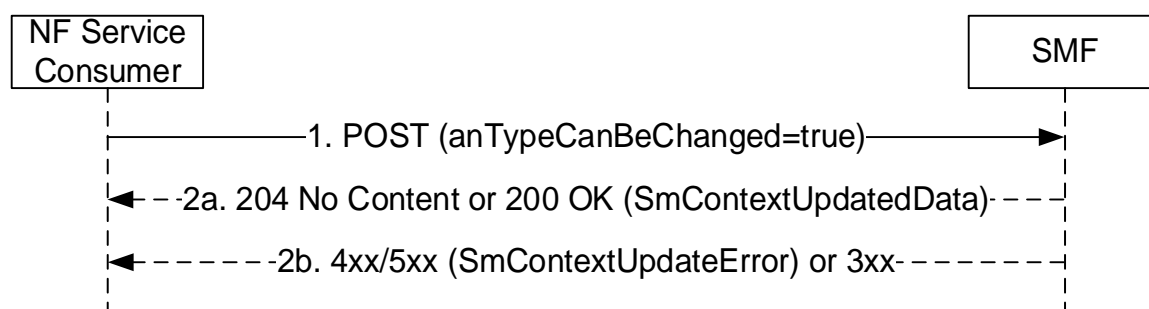 NF Service
Consumer
SMF
1. POST (anTypeCanBeChanged=true)
2a. 204 No Content or 200 OK (SmContextUpdatedData)
2b. 4xx/5xx (SmContextUpdateError) or 3xx